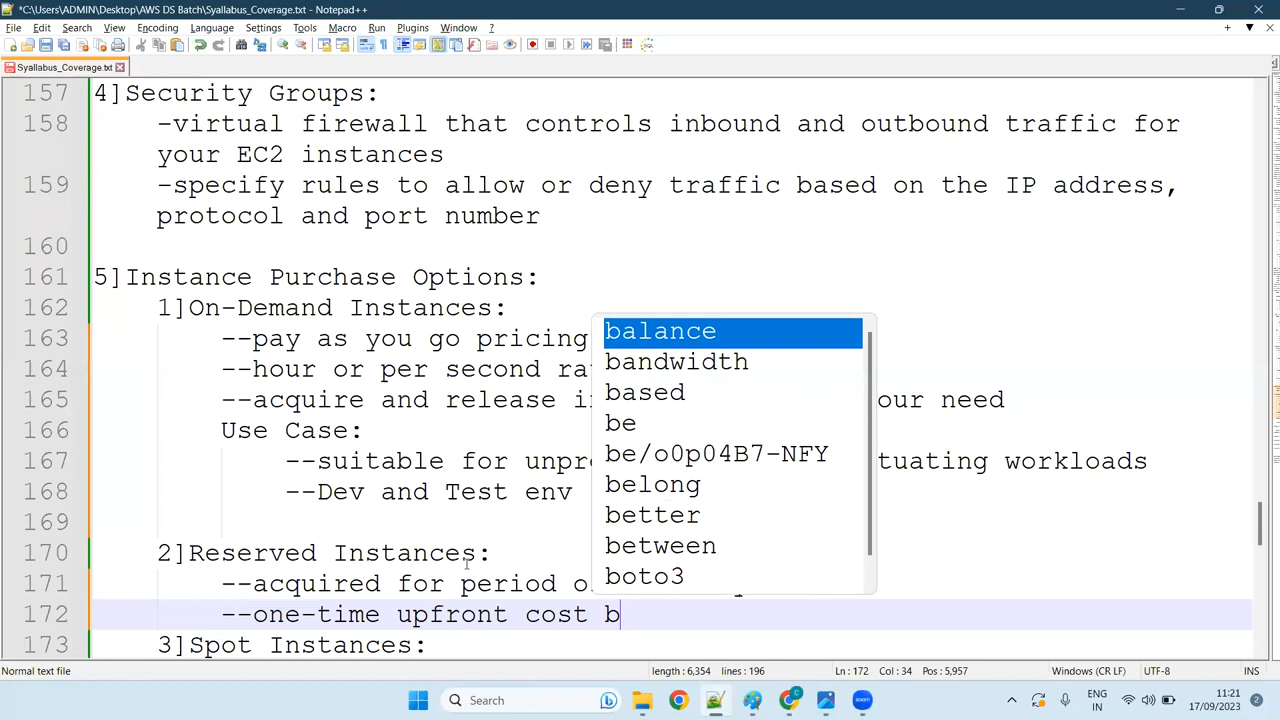 *C:\Users\ADMIN\Desktop\AWS DS Batch\Syallabus_Coverage.txt - Notepad++
File Edit Search View Encoding Language Settings Tools Macro Run Plugins Window ?
Syallabus_Coverage.txt
157 4]Security Groups:
158 -virtual firewall that controls inbound and outbound traffic for
your EC2 instances
159 -specify rules to allow or deny traffic based on the IP address,
protocol and port number
160
161 5]Instance Purchase Options:
162 1]On-Demand Instances:
163 --pay as you go pricing
164 --hour or per second
165 --acquire and release our need
166 Use Case:
167 --suitable for workloads
168 --Dev and Test env
169
170 2]Reserved Instances:
171 --acquired for period
172 --one-time upfront cost b
173 3]Spot Instances:
balance
bandwidth
based
be
be/o0p04B7-NFY
belong
better
between
boto3
Normal text file length : 6,354 lines : 196 Ln : 172 Col : 34 Pos : 5,957 Windows (CR LF) UTF-8 INS
Search
ENG
IN
11:21
17/09/2023
2